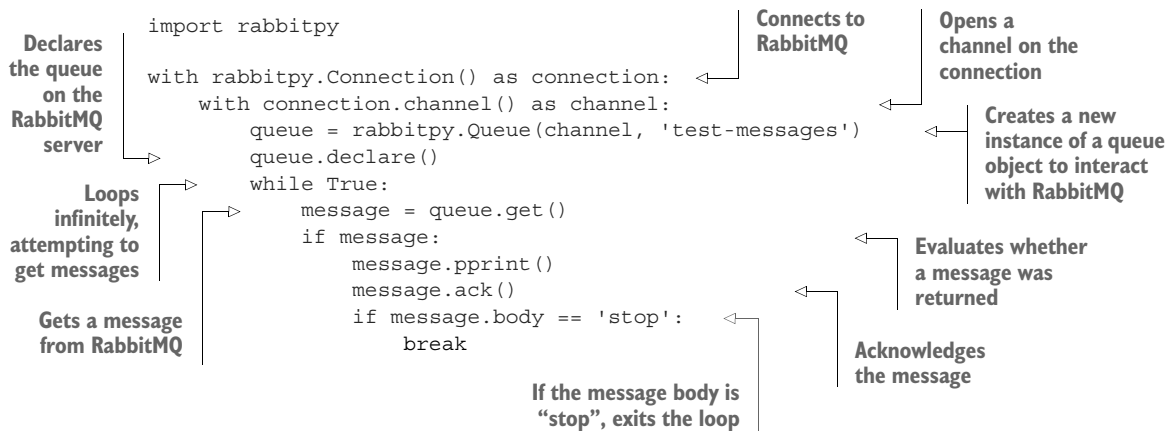 import rabbitpy
with rabbitpy.Connection() as connection:
with connection.channel() as channel:
queue = rabbitpy.Queue(channel, 'test-messages')
queue.declare()
while True:
message = queue.get()
if message:
message.pprint()
message.ack()
if message.body == 'stop':
break
Declares
the queue
on the
RabbitMQ
server
Loops
infinitely,
attempting to
get messages
Gets a message
from RabbitMQ
Connects to
RabbitMQ
Opens a
channel on the
connection
Creates a new
instance of a queue
object to interact
with RabbitMQ
Evaluates whether
a message was
returned
Acknowledges
the message
If the message body is
“stop”, exits the loop